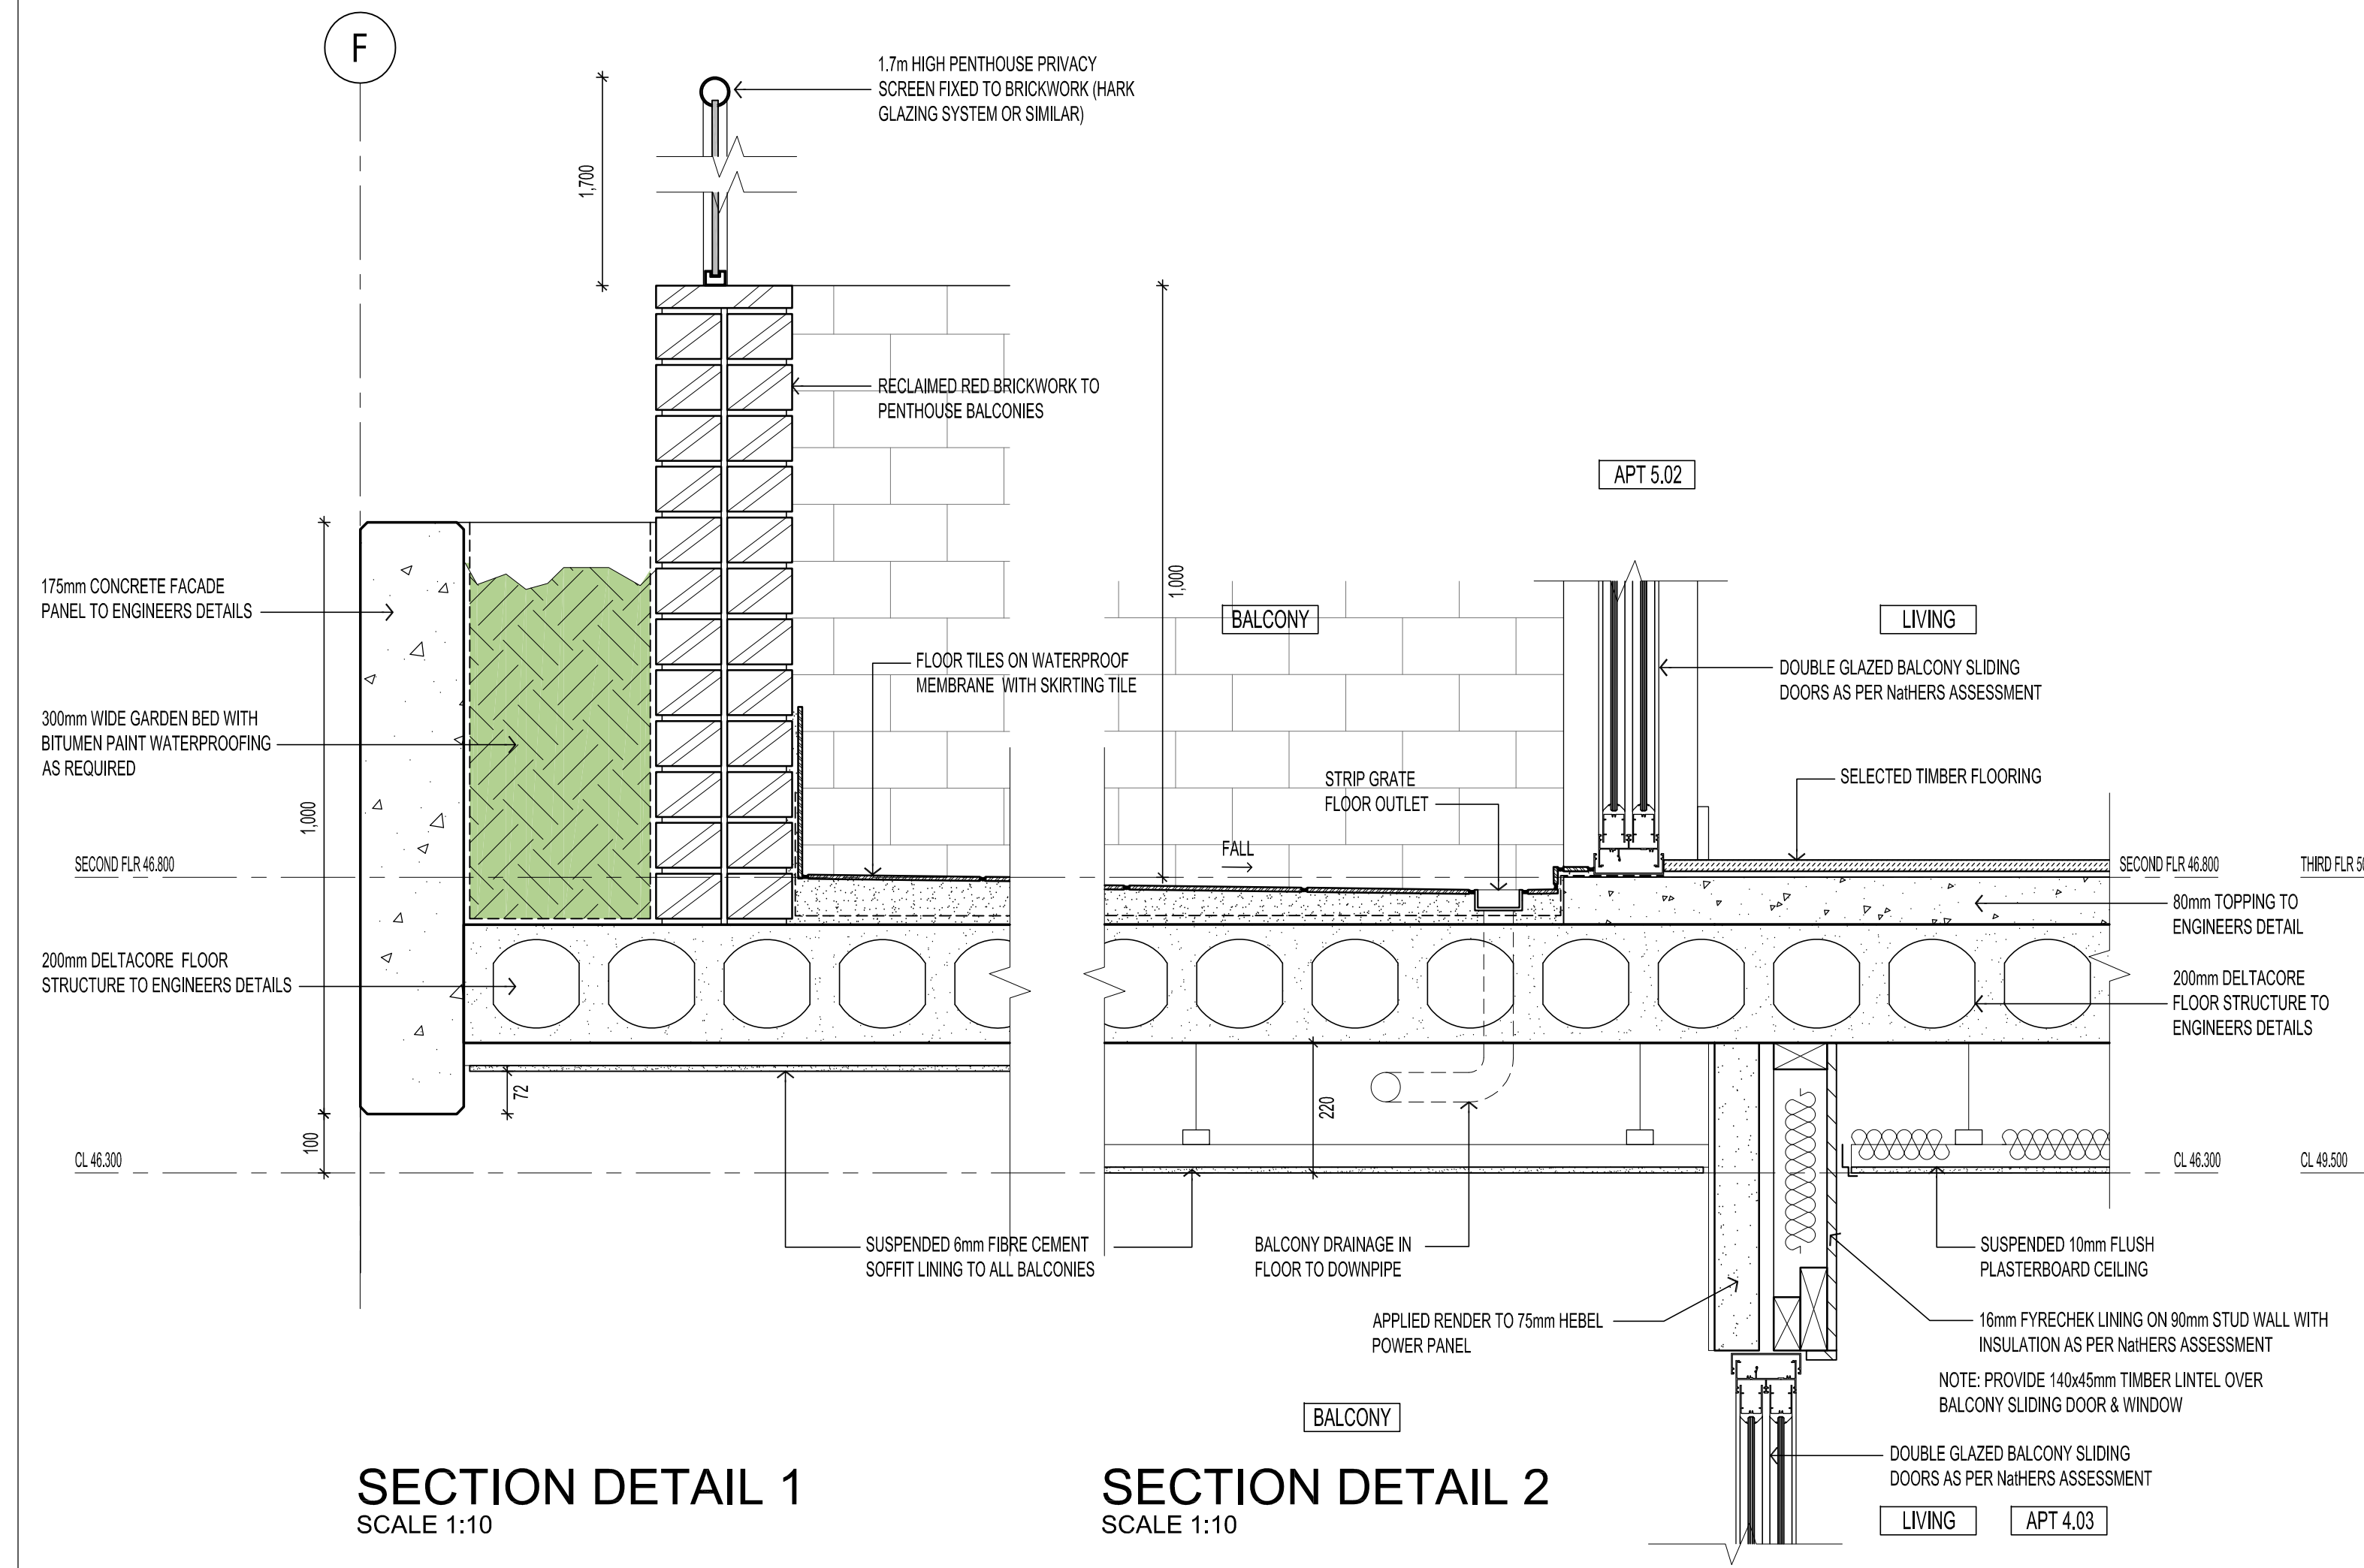 F
1.7m HIGH PENTHOUSE PRIVACY
SCREEN FIXED TO BRICKWORK (HARK
GLAZING SYSTEM OR SIMILAR)
1,700
RECLAIMED RED BRICKWORK TO
PENTHOUSE BALCONIES
APT 5.02
175mm CONCRETE FACADE
PANEL TO ENGINEERS DETAILS
1,000
BALCONY
LIVING
FLOOR TILES ON WATERPROOF
MEMBRANE WITH SKIRTING TILE
DOUBLE GLAZED BALCONY SLIDING
DOORS AS PER NatHERS ASSESSMENT
300mm WIDE GARDEN BED WITH
BITUMEN PAINT WATERPROOFING
AS REQUIRED
STRIP GRATE
FLOOR OUTLET
SELECTED TIMBER FLOORING
1,000
FALL
SECOND FLR 46.800
SECOND FLR 46.800
THIRD FLR 50
80mm TOPPING TO
ENGINEERS DETAIL
200mm DELTACORE FLOOR
STRUCTURE TO ENGINEERS DETAILS
200mm DELTACORE
FLOOR STRUCTURE TO
ENGINEERS DETAILS
72
220
100
CL 46.300
CL 46.300
CL 49.500
SUSPENDED 6mm FIBRE CEMENT
SOFFIT LINING TO ALL BALCONIES
BALCONY DRAINAGE IN
FLOOR TO DOWNPIPE
SUSPENDED 10mm FLUSH
PLASTERBOARD CEILING
APPLIED RENDER TO 75mm HEBEL
POWER PANEL
16mm FYRECHEK LINING ON 90mm STUD WALL WITH
INSULATION AS PER NatHERS ASSESSMENT
NOTE: PROVIDE 140x45mm TIMBER LINTEL OVER
BALCONY SLIDING DOOR & WINDOW
BALCONY
DOUBLE GLAZED BALCONY SLIDING
DOORS AS PER NatHERS ASSESSMENT
SECTION DETAIL 1
SCALE 1:10
SECTION DETAIL 2
SCALE 1:10
LIVING
APT 4.03